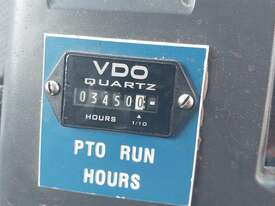 VDO
QUARTZ
034500
HOURS 1/10
PTO RUN
HOURS